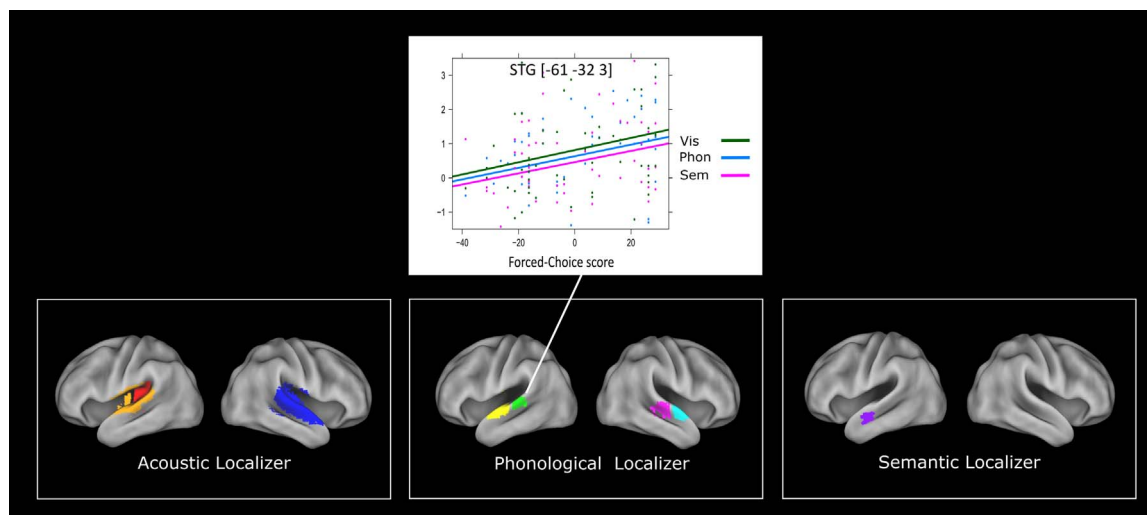 STG [-61 -32 3]
3
2
1
0
−1
−40
−20
0
20
Forced-Choice score
Vis
Phon
Sem
Acoustic Localizer
Phonological Localizer
Semantic Localizer